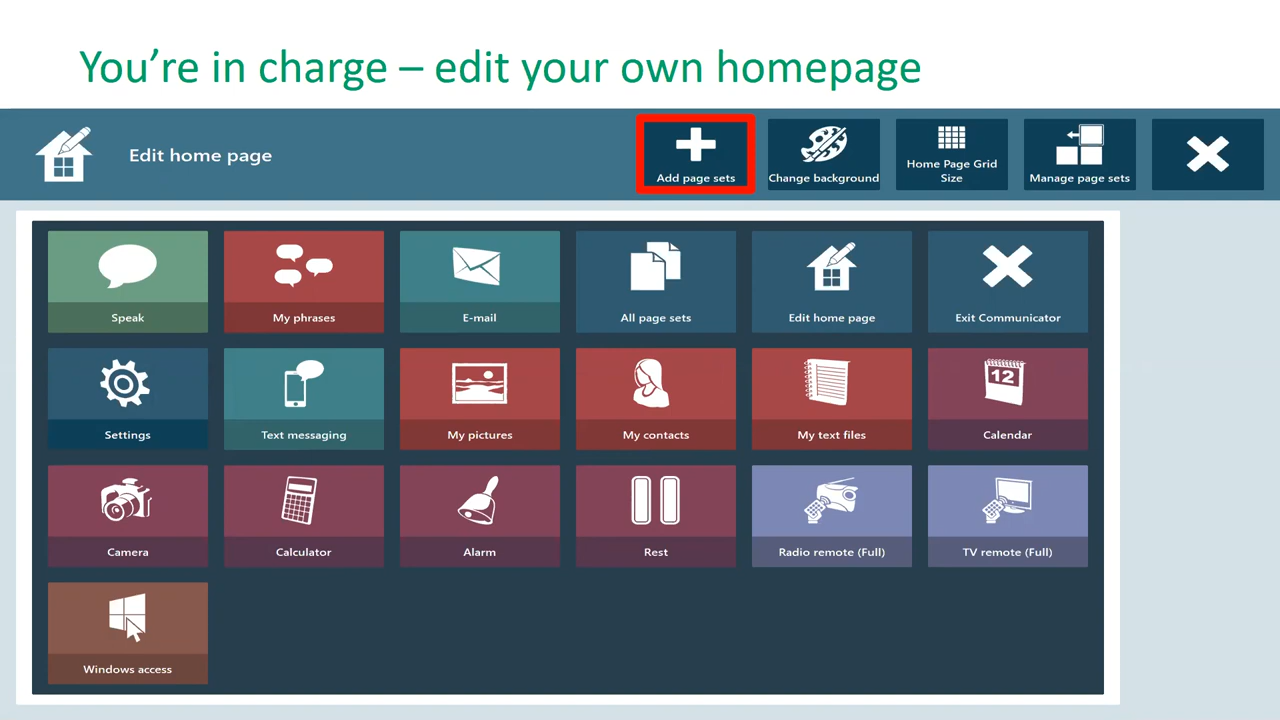 You’re in charge – edit your own homepage
Edit home page
Add page sets
Change background
Home Page Grid
Size
Manage page sets
Speak
My phrases
E-mail
All page sets
Edit home page
Exit Communicator
Settings
Text messaging
My pictures
My contacts
My text files
12
Calendar
Camera
Calculator
Alarm
Rest
Radio remote (Full)
TV remote (Full)
Windows access